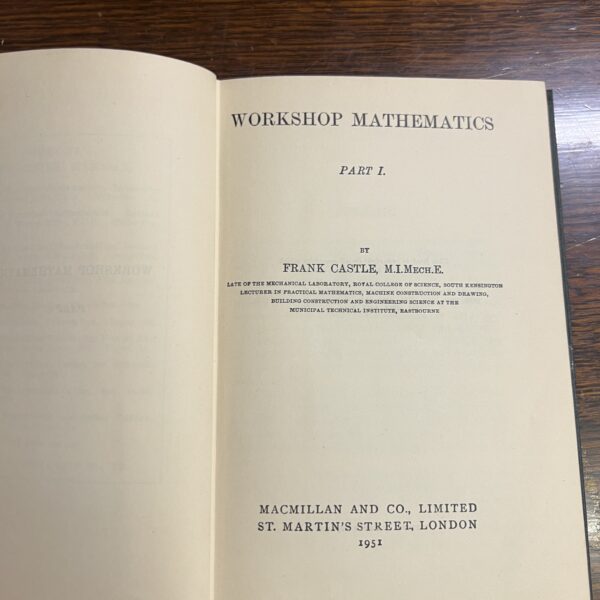 WORKSHOP MATHEMATICS
PART I.
BY
FRANK CASTLE, M.I.MECH.E.
LATE OF THE MECHANICAL LABORATORY, ROYAL COLLEGE OF SCIENCE, SOUTH KENSINGTON
LECTURER IN PRACTICAL MATHEMATICS, MACHINE CONSTRUCTION AND DRAWING,
BUILDING CONSTRUCTION AND ENGINEERING SCIENCE AT THE
MUNICIPAL TECHNICAL INSTITUTE, EASTBOURNE
MACMILLAN AND CO., LIMITED
ST. MARTIN'S STREET, LONDON
1951